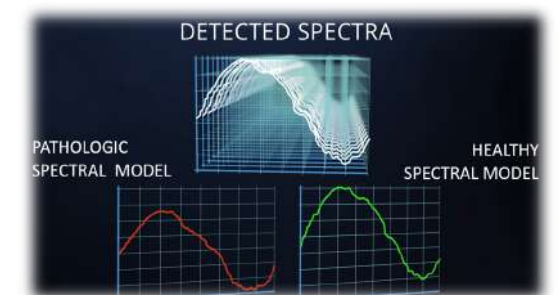 DETECTED SPECTRA
PATHOLOGIC
SPECTRAL MODEL
HEALTHY
SPECTRAL MODEL